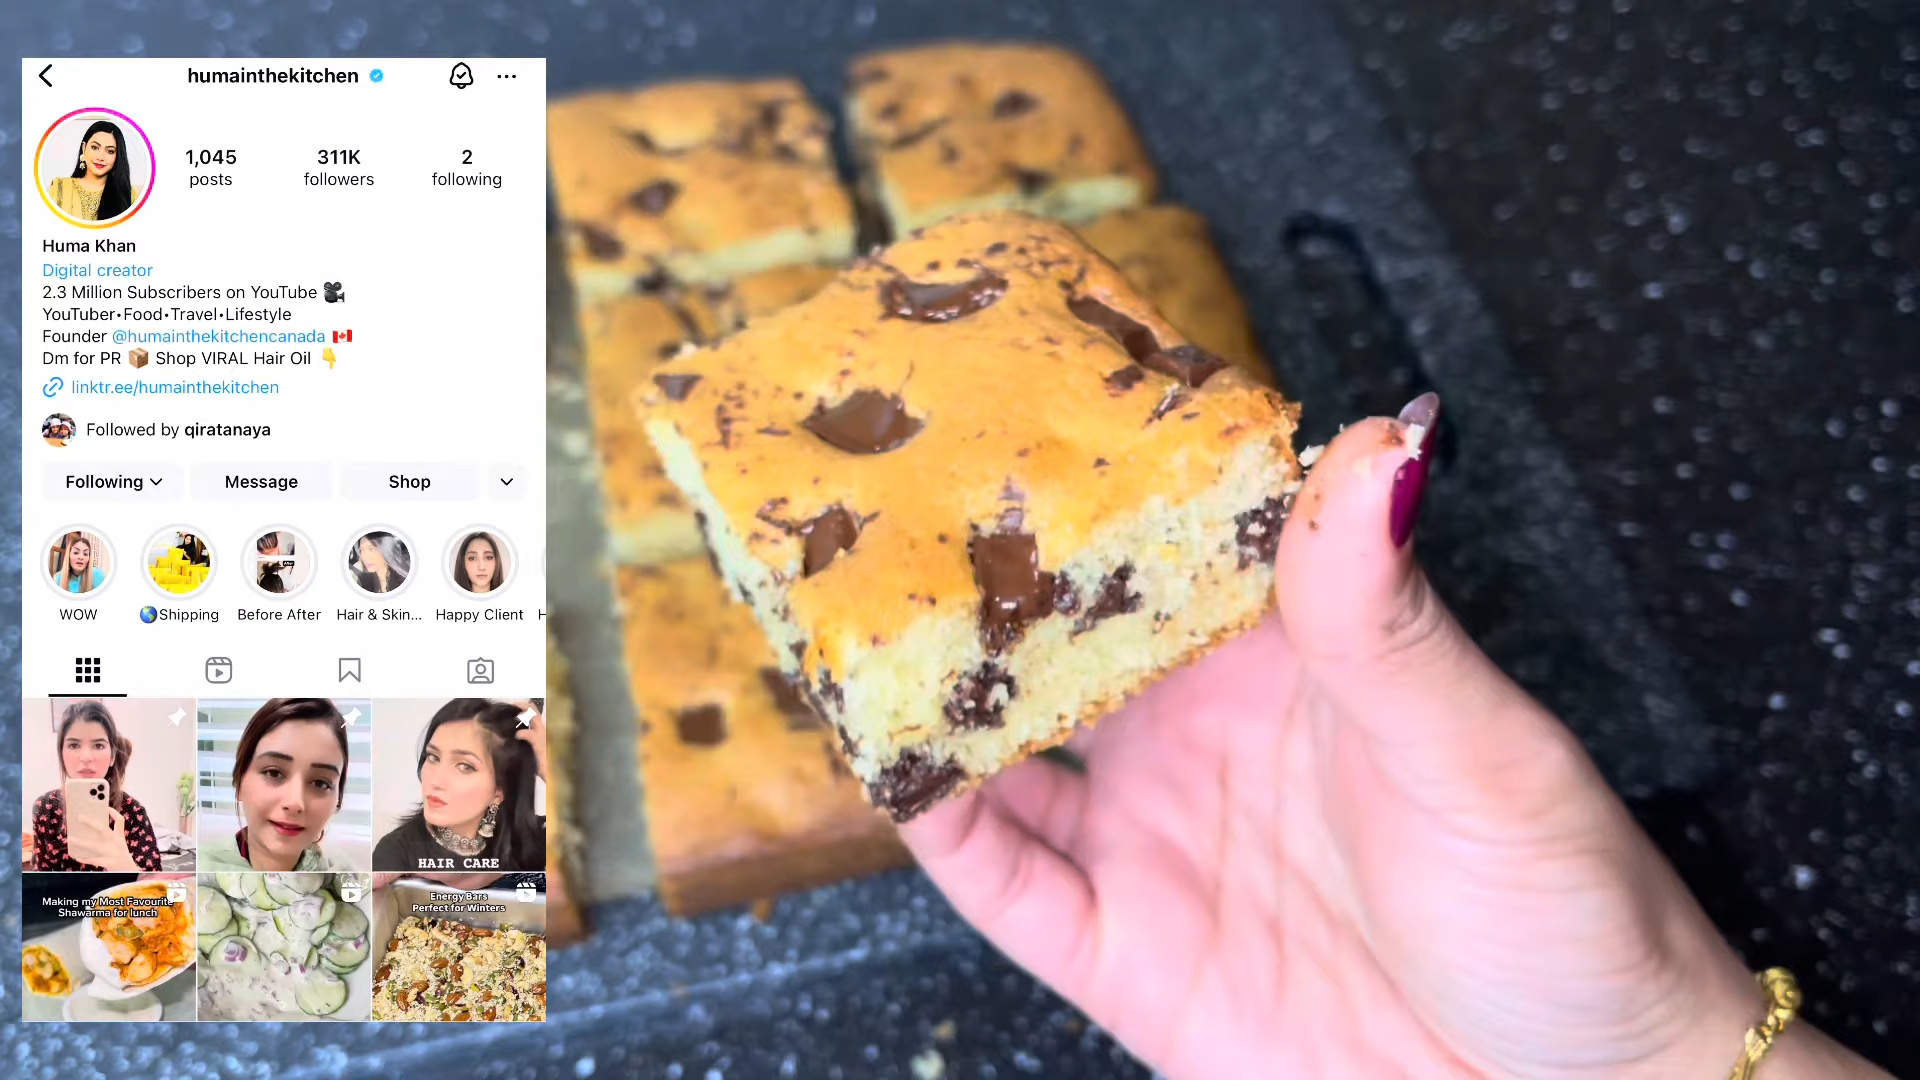 humainthekitchen
1,045
posts
311K
followers
2
following
Huma Khan
Digital creator
2.3 Million Subscribers on YouTube 🎥
YouTuber•Food•Travel•Lifestyle
Founder @humainthekitchencanada 🇨🇦
Dm for PR 📦 Shop VIRAL Hair Oil 👇
linktr.ee/humainthekitchen
Followed by qiratanaya
Following
Message
Shop
WOW
🌎Shipping
Before After
Hair & Skin...
Happy Client
H
HAIR CARE
Making my Most Favourite
Shawarma for lunch
Energy Bars
Perfect for Winters